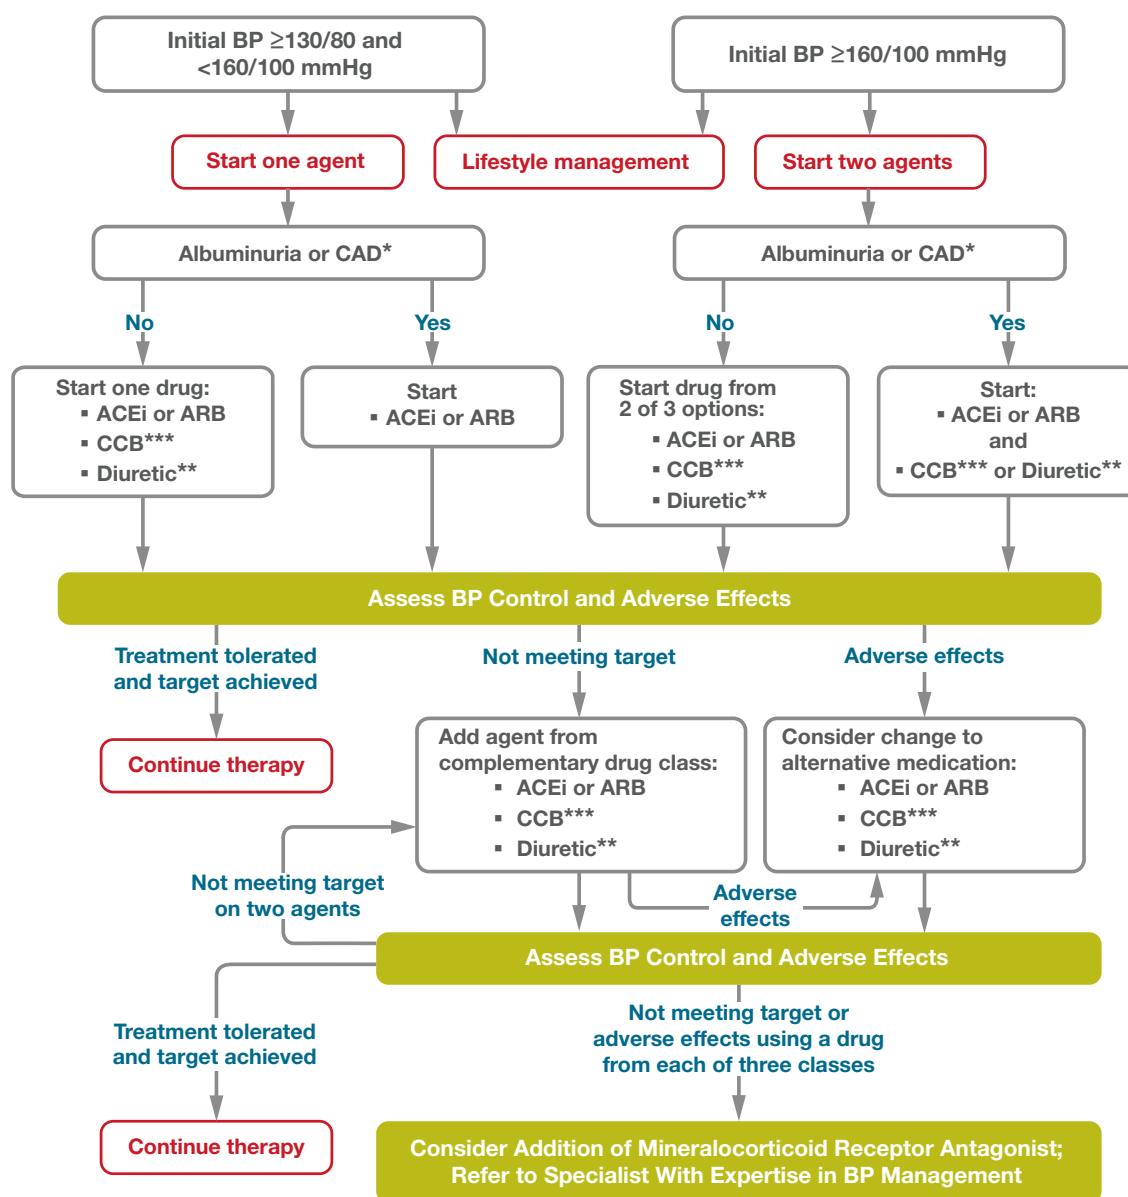 Initial BP ≥130/80 and
<160/100 mmHg
Initial BP ≥160/100 mmHg
Start one agent
Lifestyle management
Start two agents
Albuminuria or CAD*
Albuminuria or CAD*
No
Yes
No
Yes
Start one drug:
▪ ACEi or ARB
▪ CCB***
▪ Diuretic**
Start
▪ ACEi or ARB
Start drug from
2 of 3 options:
▪ ACEi or ARB
▪ CCB***
▪ Diuretic**
Start:
▪ ACEi or ARB
and
▪ CCB*** or Diuretic**
Assess BP Control and Adverse Effects
Treatment tolerated
and target achieved
Not meeting target
Adverse effects
Continue therapy
Add agent from
complementary drug class:
▪ ACEi or ARB
▪ CCB***
▪ Diuretic**
Consider change to
alternative medication:
▪ ACEi or ARB
▪ CCB***
▪ Diuretic**
Not meeting target
on two agents
Adverse
effects
Assess BP Control and Adverse Effects
Treatment tolerated
and target achieved
Not meeting target or
adverse effects using a drug
from each of three classes
Continue therapy
Consider Addition of Mineralocorticoid Receptor Antagonist;
Refer to Specialist With Expertise in BP Management